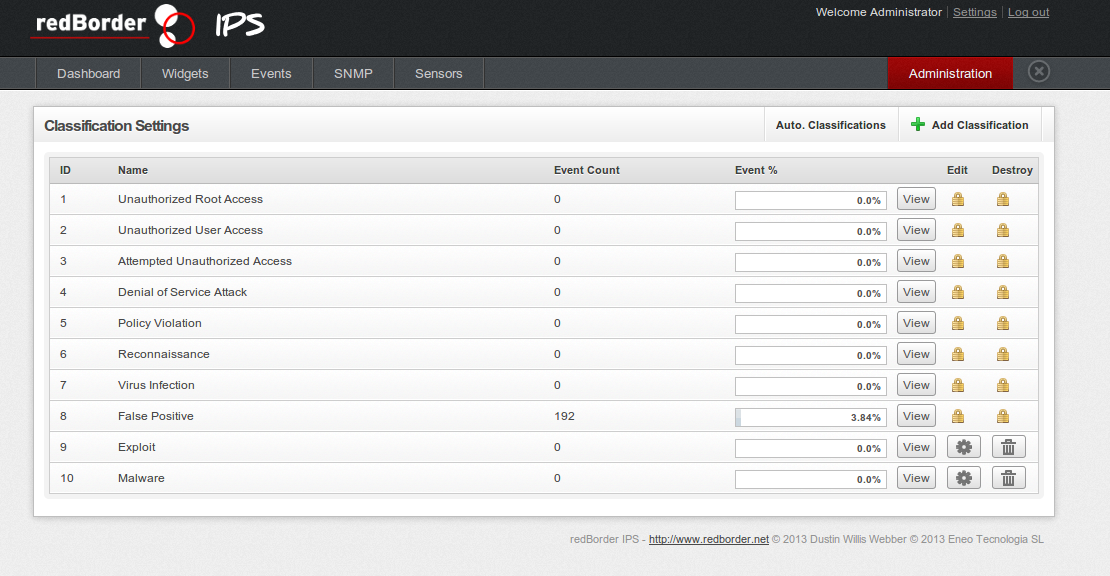 redBorder IPS Welcome Administrator Settings Log out
Dashboard Widgets Events SNMP Sensors Administration
Classification Settings Auto. Classifications Add Classification
ID Name Event Count Event % Edit Destroy
1 Unauthorized Root Access 0 0.0% View
2 Unauthorized User Access 0 0.0% View
3 Attempted Unauthorized Access 0 0.0% View
4 Denial of Service Attack 0 0.0% View
5 Policy Violation 0 0.0% View
6 Reconnaissance 0 0.0% View
7 Virus Infection 0 0.0% View
8 False Positive 192 3.84% View
9 Exploit 0 0.0% View
10 Malware 0 0.0% View
redBorder IPS - http://www.redborder.net © 2013 Dustin Willis Webber © 2013 Eneo Tecnologia SL